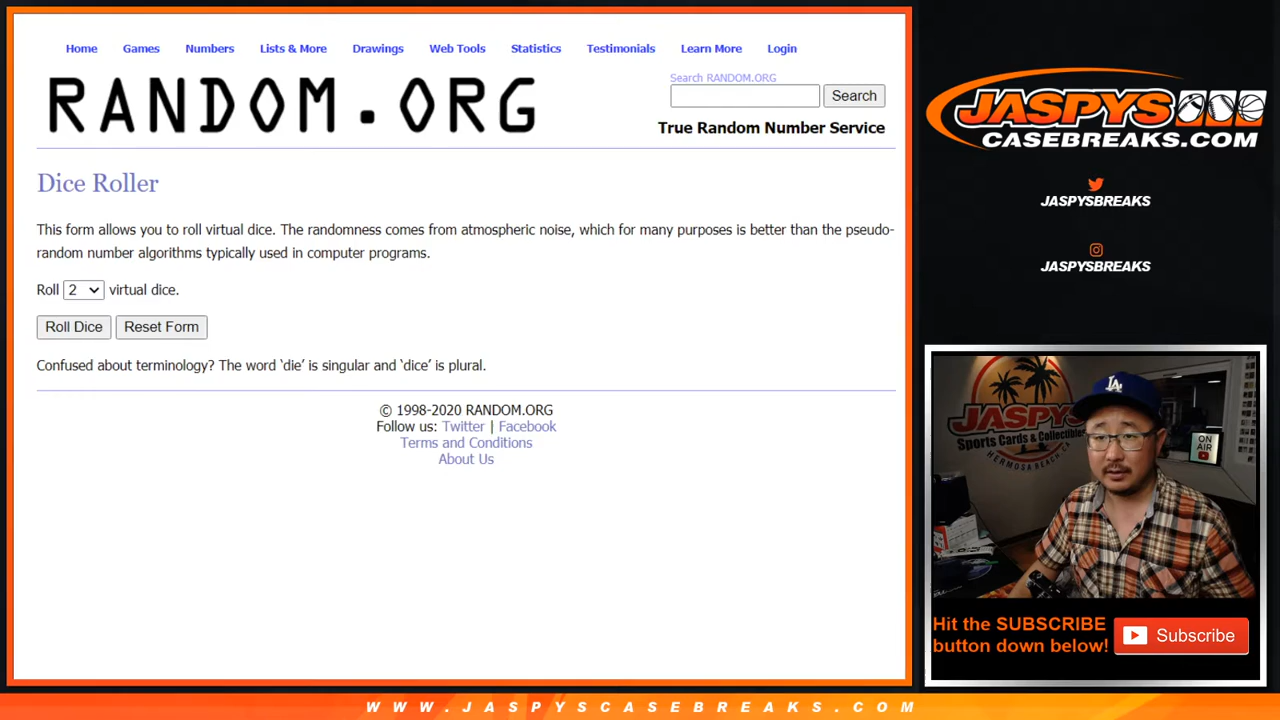 Home Games Numbers Lists & More Drawings Web Tools Statistics Testimonials Learn More Login
RANDOM.ORG
Search RANDOM.ORG
Search
True Random Number Service
Dice Roller
This form allows you to roll virtual dice. The randomness comes from atmospheric noise, which for many purposes is better than the pseudo-
random number algorithms typically used in computer programs.
Roll 2 virtual dice.
Roll Dice Reset Form
Confused about terminology? The word ‘die’ is singular and ‘dice’ is plural.
© 1998-2020 RANDOM.ORG
Follow us: Twitter | Facebook
Terms and Conditions
About Us
JASPYS
CASEBREAKS.COM
JASPYSBREAKS
JASPYSBREAKS
JASPYS
Sports Cards & Collectibles
HERMOSA BEACH, CA
LA
ON
AIR
Hit the SUBSCRIBE
button down below!
Subscribe
WWW.JASPYSCASEBREAKS.COM